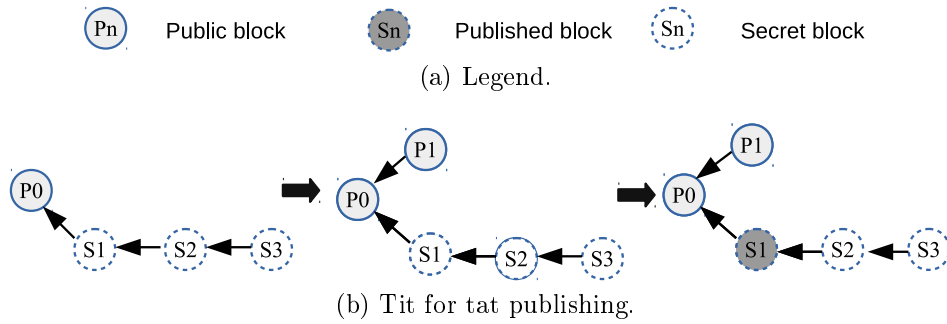 Pn Public block Sn Published block Sn Secret block
(a) Legend.
P0 S1 S2 S3
P1 P0 S1 S2 S3
P1 P0 S1 S2 S3
(b) Tit for tat publishing.